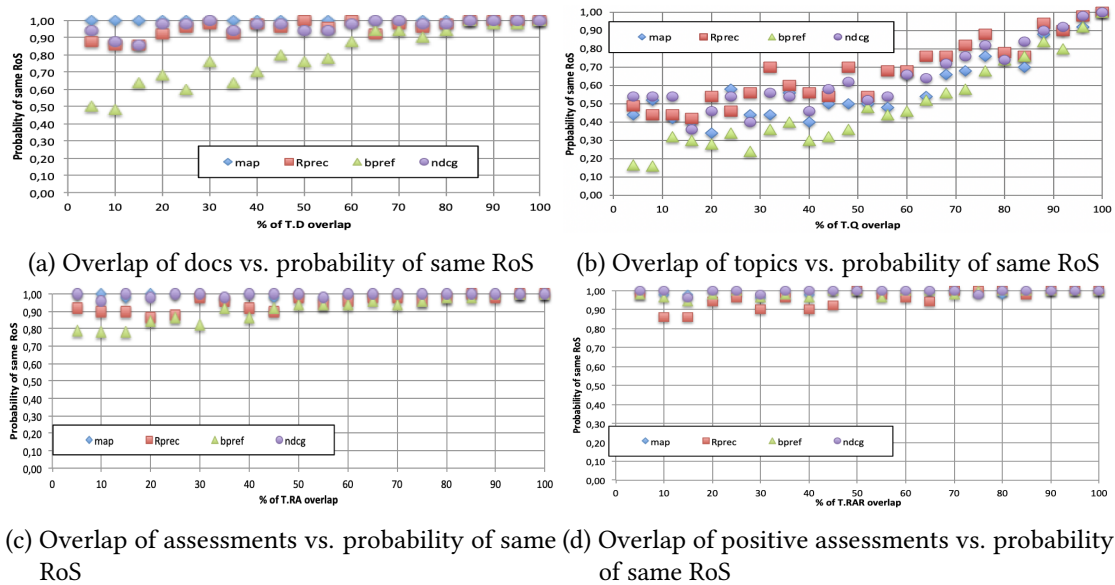 1,00
0,90
0,80
0,70
0,60
0,50
0,40
0,30
0,20
0,10
0,00
Probability of same RoS
map Rprec bpref ndcg
0 10 20 30 40 50 60 70 80 90 100
% of T.D overlap
1,00
0,90
0,80
0,70
0,60
0,50
0,40
0,30
0,20
0,10
0,00
Prpbability of same RoS
map Rprec bpref ndcg
0 10 20 30 40 50 60 70 80 90 100
% of T.Q overlap
(a) Overlap of docs vs. probability of same RoS
(b) Overlap of topics vs. probability of same RoS
1,00
0,90
0,80
0,70
0,60
0,50
0,40
0,30
0,20
0,10
0,00
Probability of same RoS
map Rprec bpref ndcg
0 10 20 30 40 50 60 70 80 90 100
% of T.RA overlap
1,00
0,90
0,80
0,70
0,60
0,50
0,40
0,30
0,20
0,10
0,00
Probability of same RoS
map Rprec bpref ndcg
0 10 20 30 40 50 60 70 80 90 100
% of T.RAR overlap
(c) Overlap of assessments vs. probability of same
RoS
(d) Overlap of positive assessments vs. probability
of same RoS